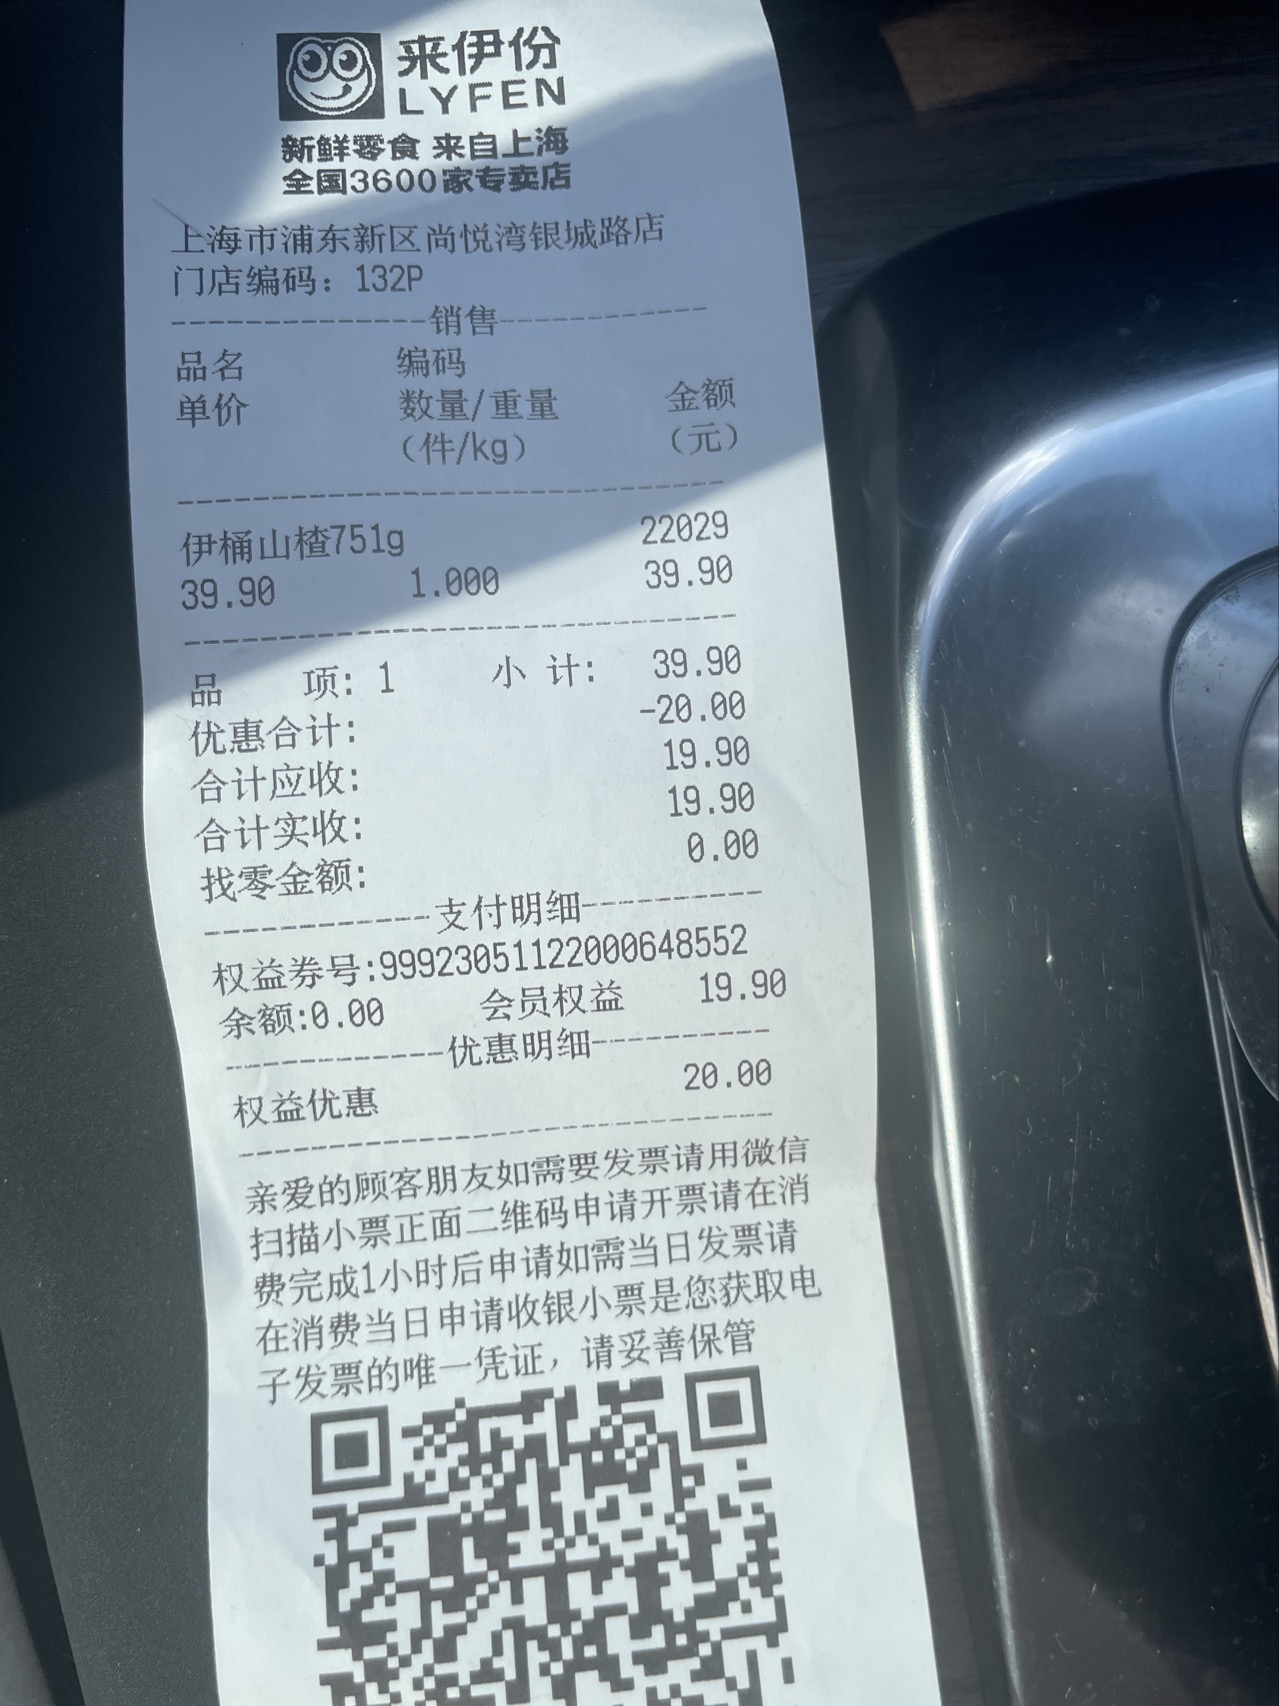 来伊份
LYFEN
新鲜零食 来自上海
全国3600家专卖店
上海市浦东新区尚悦湾银城路店
门店编码：132P
--------------销售------------
品名 编码
单价 数量/重量 金额
（件/kg） （元）
伊桶山楂751g 22029
39.90 1.000 39.90
品 项: 1 小 计: 39.90
优惠合计: -20.00
合计应收: 19.90
合计实收: 19.90
找零金额: 0.00
------------支付明细----------
权益券号:99923051122000648552
余额:0.00 会员权益 19.90
------------优惠明细----------
权益优惠 20.00
亲爱的顾客朋友如需要发票请用微信
扫描小票正面二维码申请开票请在消
费完成1小时后申请如需当日发票请
在消费当日申请收银小票是您获取电
子发票的唯一凭证，请妥善保管